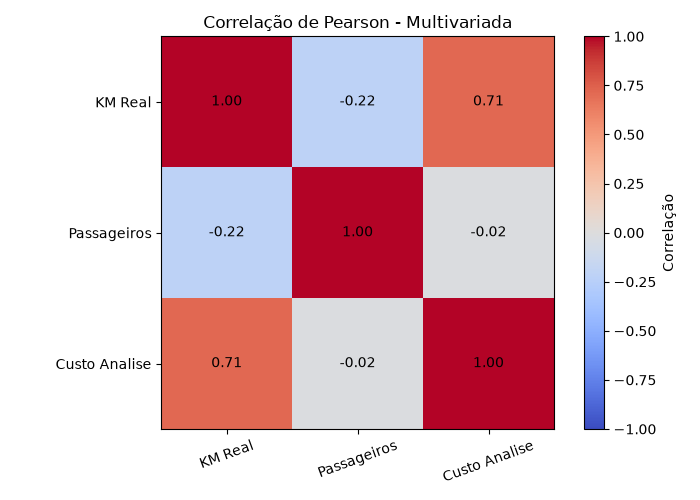 Correlação de Pearson - Multivariada
KM Real
1.00
-0.22
0.71
Passageiros
-0.22
1.00
-0.02
Custo Analise
0.71
-0.02
1.00
KM Real
Passageiros
Custo Analise
1.00
0.75
0.50
0.25
0.00
−0.25
−0.50
−0.75
−1.00
Correlação